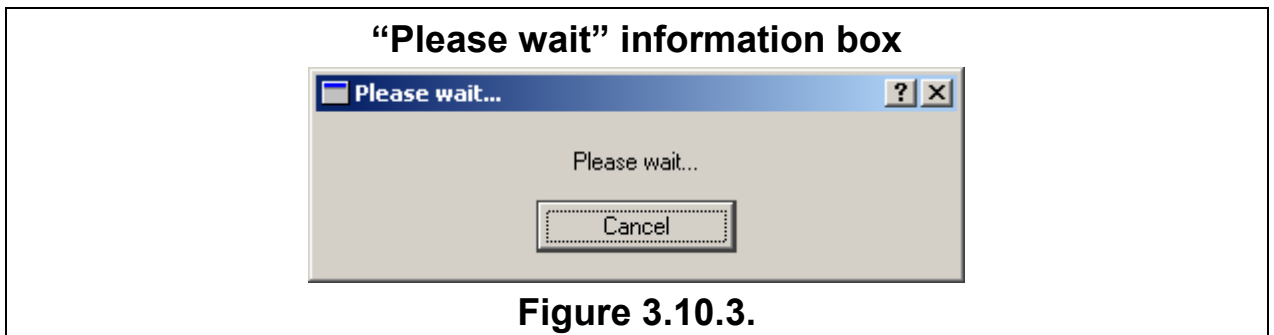 “Please wait” information box
Please wait...
Please wait...
Cancel
Figure 3.10.3.